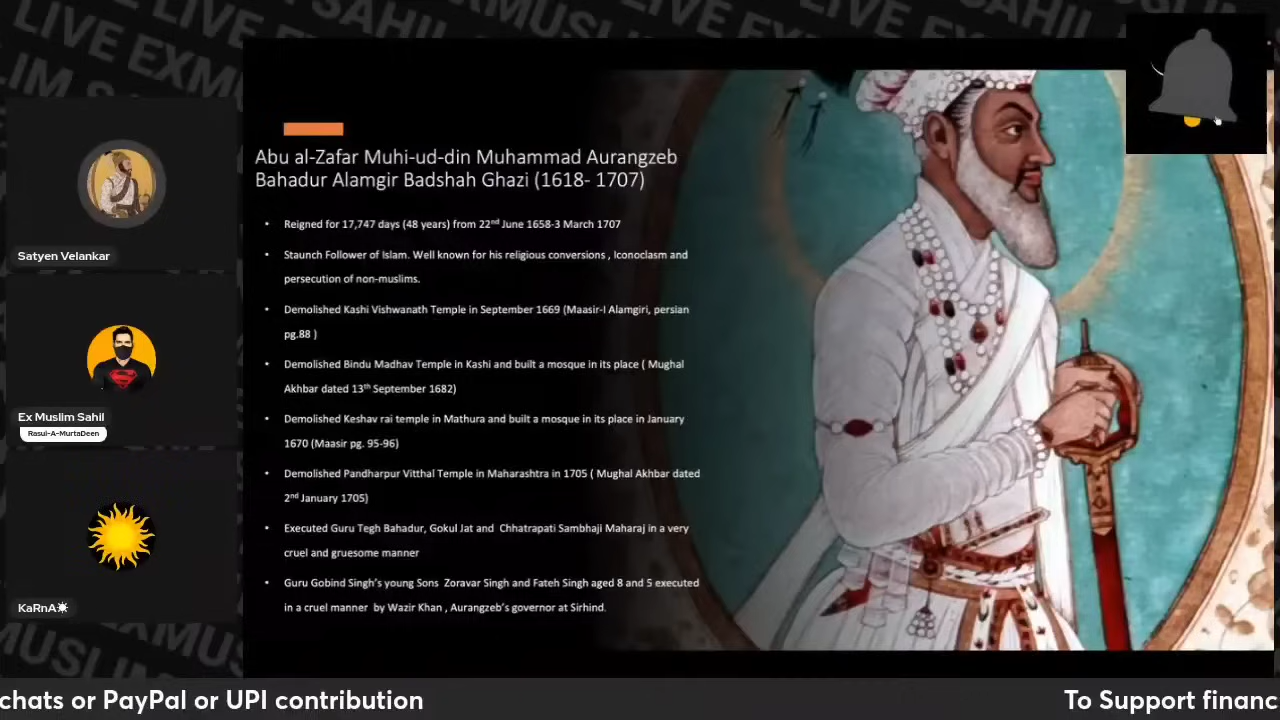 LIVE EXMUSLIM SAHIL
Abu al-Zafar Muhi-ud-din Muhammad Aurangzeb
Bahadur Alamgir Badshah Ghazi (1618- 1707)
• Reigned for 17,747 days (48 years) from 22nd June 1658-3 March 1707
• Staunch Follower of Islam. Well known for his religious conversions , Iconoclasm and
persecution of non-muslims.
• Demolished Kashi Vishwanath Temple in September 1669 (Maasir-I Alamgiri, persian
pg.88 )
• Demolished Bindu Madhav Temple in Kashi and built a mosque in its place ( Mughal
Akhbar dated 13th September 1682)
• Demolished Keshav rai temple in Mathura and built a mosque in its place in January
1670 (Maasir pg. 95-96)
• Demolished Pandharpur Vitthal Temple in Maharashtra in 1705 ( Mughal Akhbar dated
2nd January 1705)
• Executed Guru Tegh Bahadur, Gokul Jat and Chhatrapati Sambhaji Maharaj in a very
cruel and gruesome manner
• Guru Gobind Singh's young Sons Zoravar Singh and Fateh Singh aged 8 and 5 executed
in a cruel manner by Wazir Khan , Aurangzeb's governor at Sirhind.
Satyen Velankar
Ex Muslim Sahil
Rasul-A-MurtaDeen
KaRnA☀
chats or PayPal or UPI contribution
To Support financ